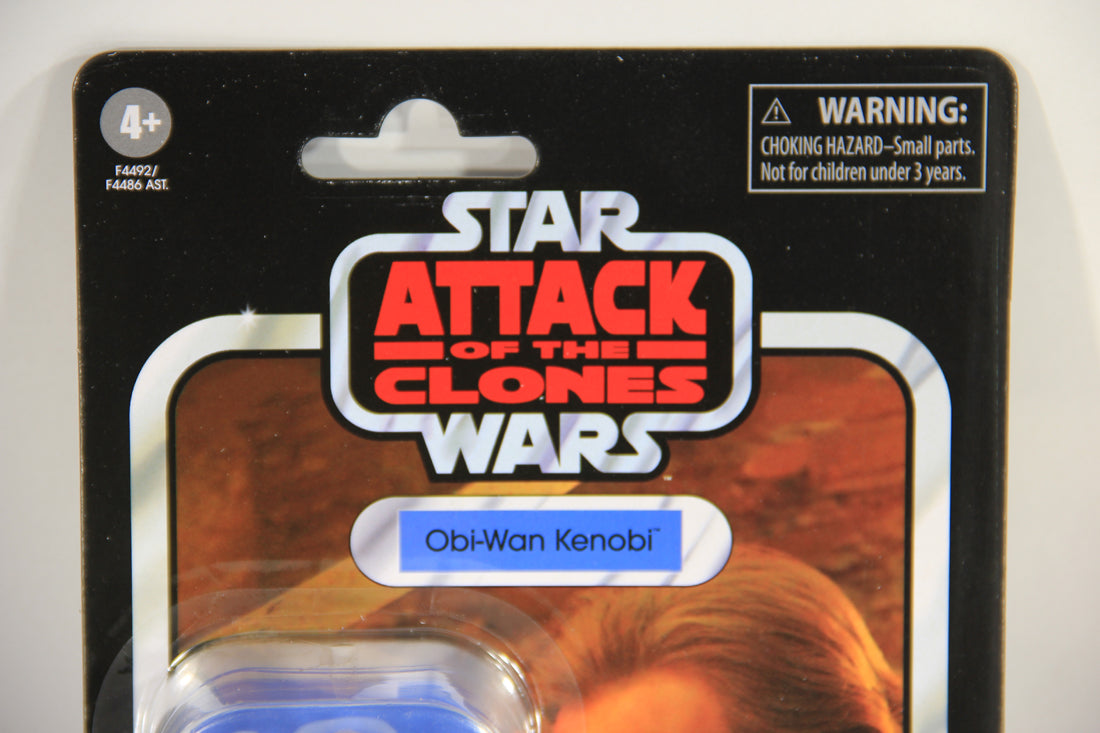 4+
F4492/
F4486 AST.
⚠ WARNING:
CHOKING HAZARD–Small parts.
Not for children under 3 years.
STAR
ATTACK
OF THE
CLONES
WARS™
Obi-Wan Kenobi™